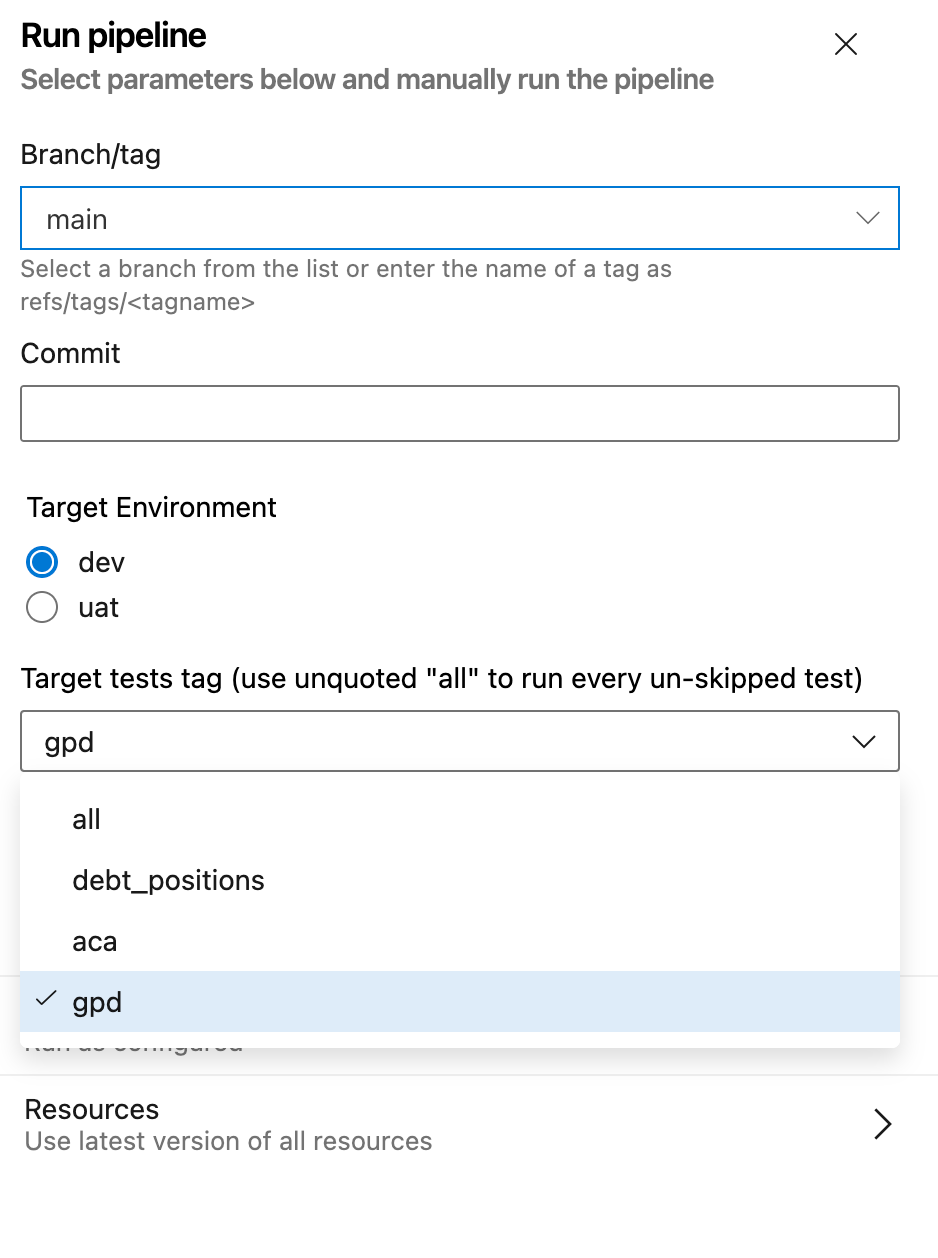 Run pipeline
Select parameters below and manually run the pipeline
Branch/tag
main
Select a branch from the list or enter the name of a tag as
refs/tags/<tagname>
Commit
Target Environment
dev
uat
Target tests tag (use unquoted "all" to run every un-skipped test)
gpd
all
debt_positions
aca
gpd
Run as configured
Resources
Use latest version of all resources